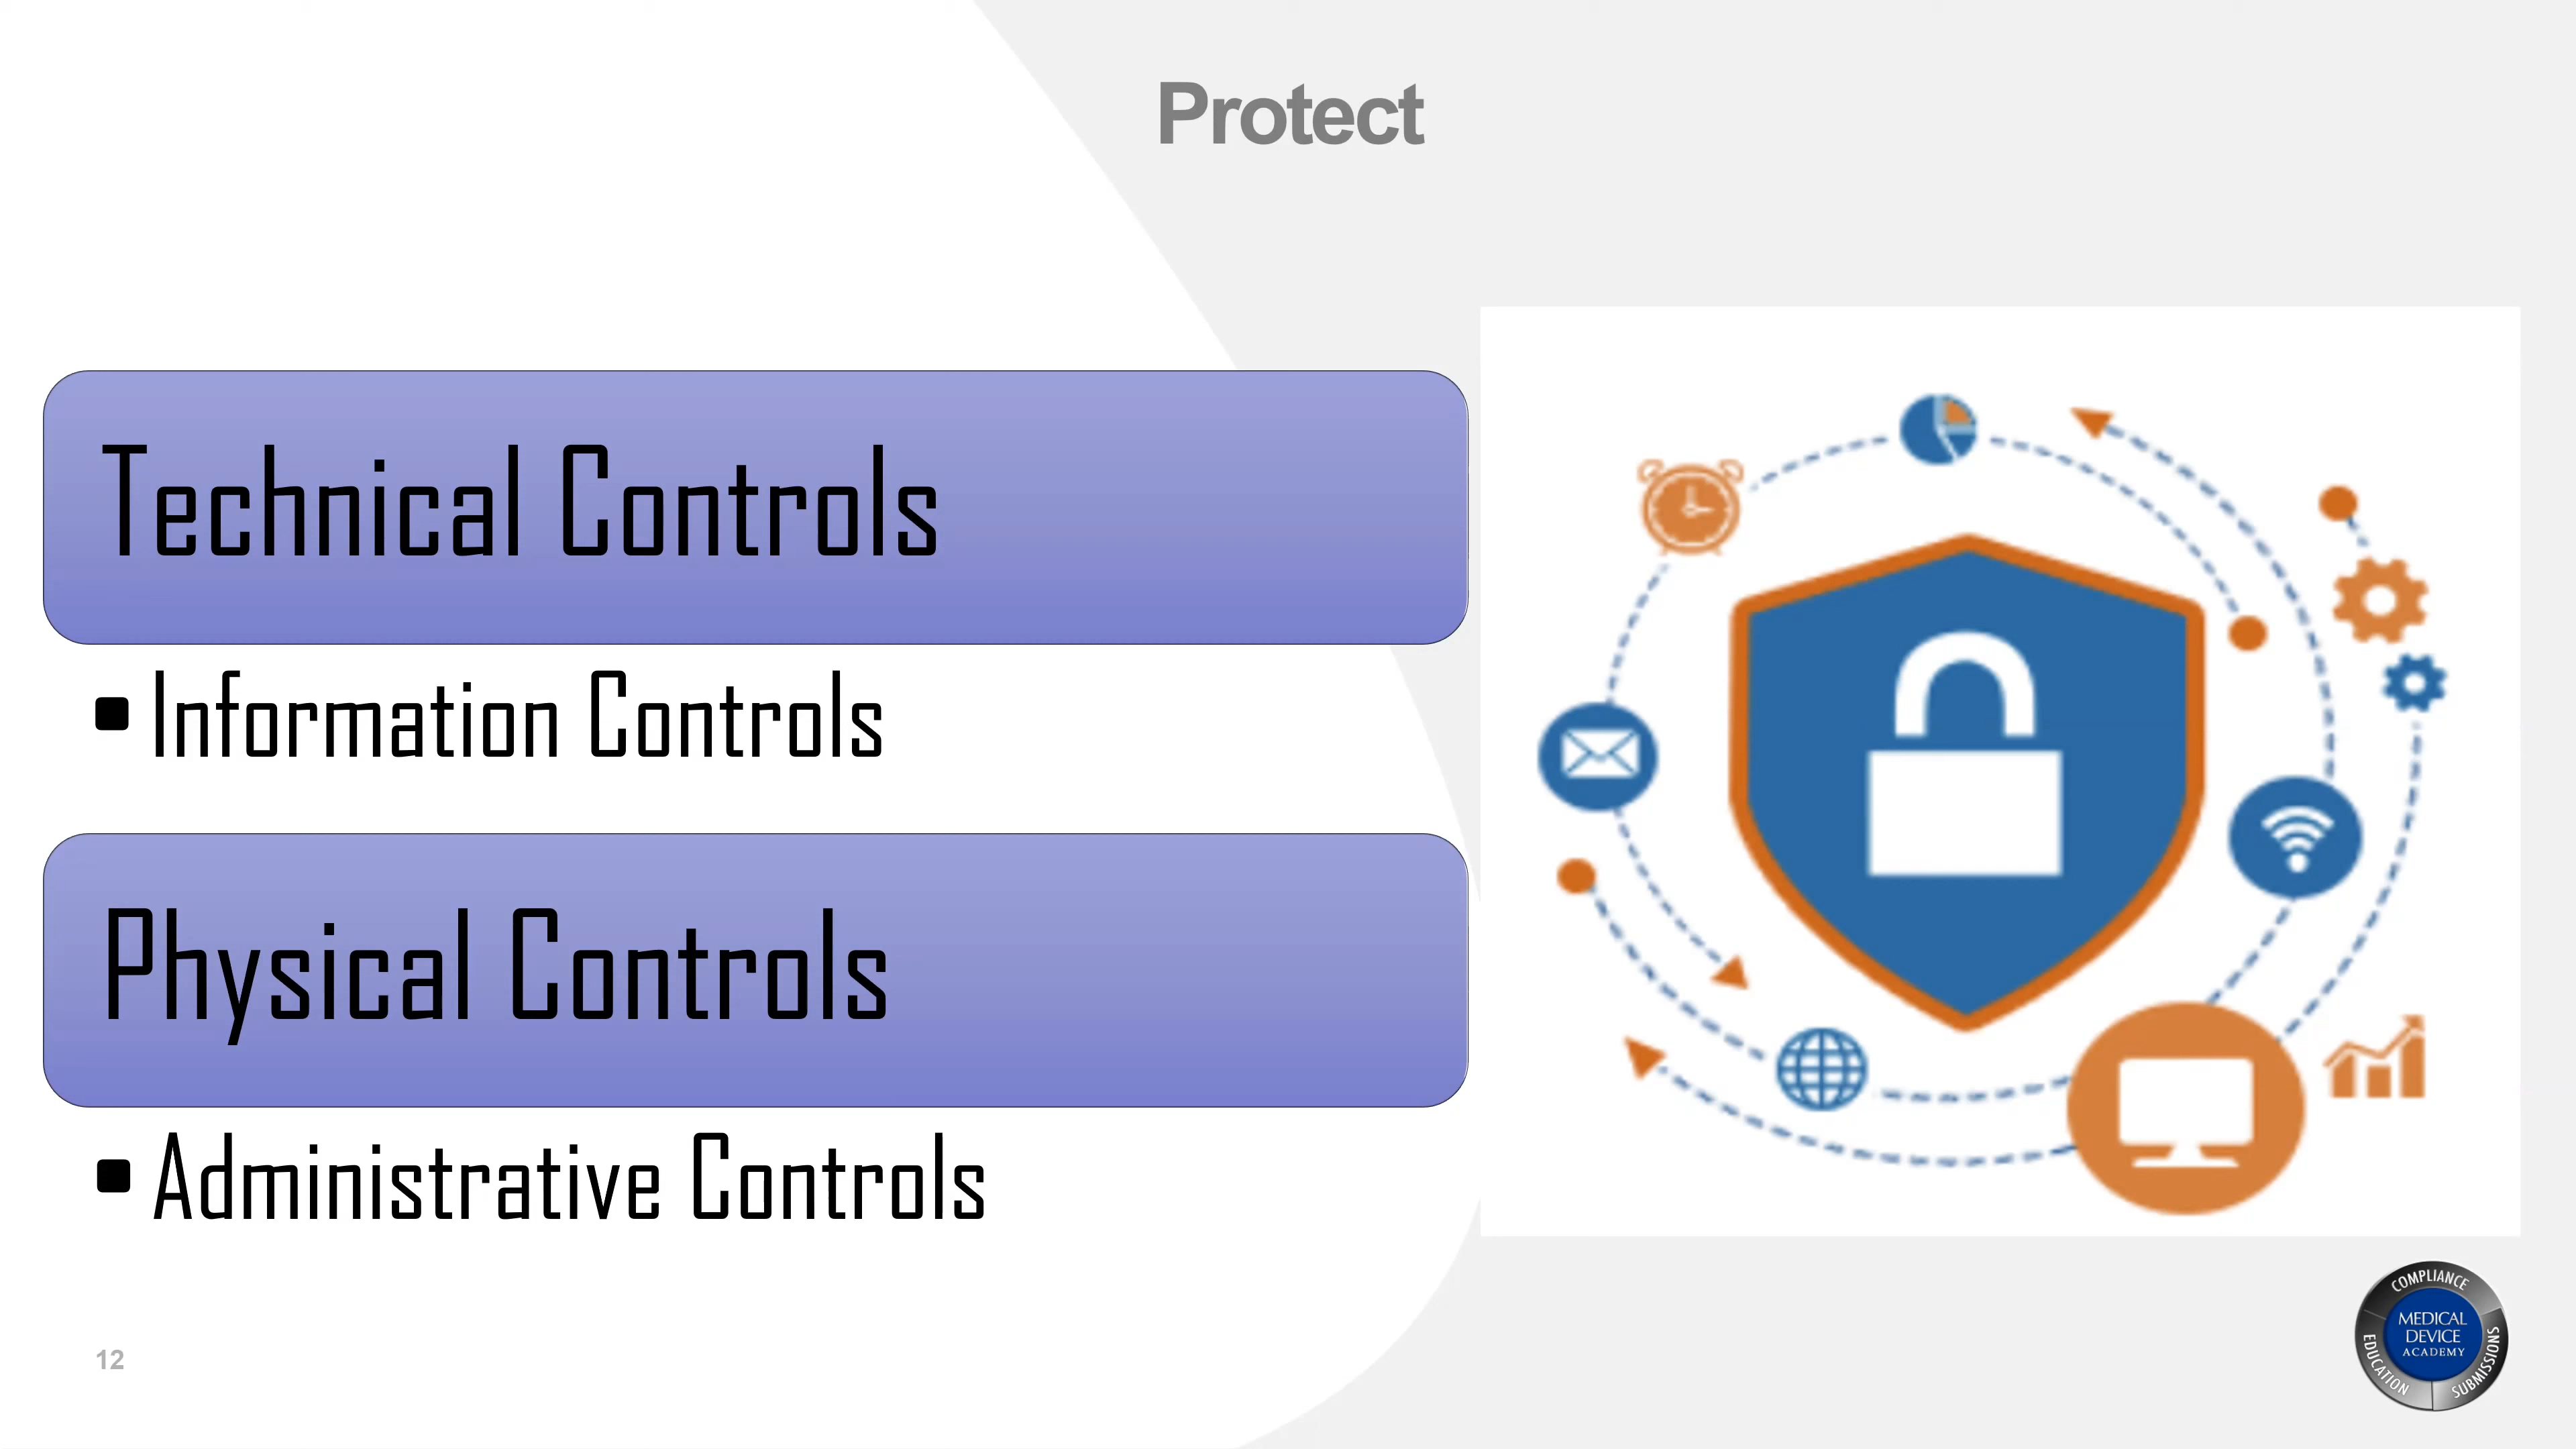 Protect
Technical Controls
• Information Controls
Physical Controls
• Administrative Controls
12
COMPLIANCE
EDUCATION
SUBMISSIONS
MEDICAL
DEVICE
ACADEMY